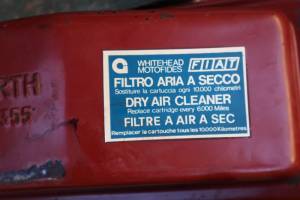 WHITEHEAD
MOTOFIDES
FIAT
FILTRO ARIA A SECCO
Sostituire la cartuccia ogni 10.000 chilometri
DRY AIR CLEANER
Replace cartridge every 6.000 Miles
FILTRE A AIR A SEC
Remplacer la cartouche tous les 10.000 Kilometres